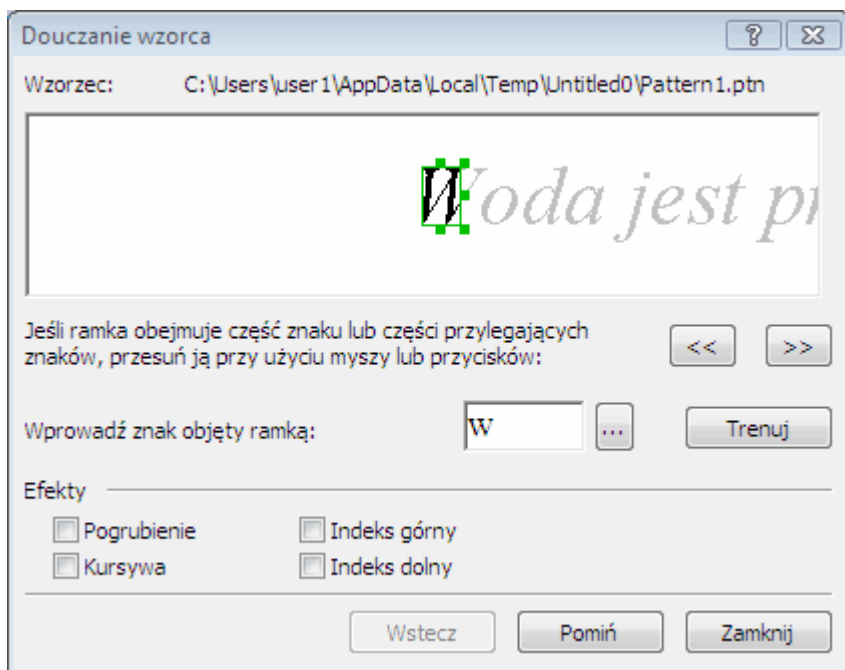 Douczanie wzorca
Wzorzec: C:\Users\user1\AppData\Local\Temp\Untitled0\Pattern1.ptn
Woda jest pr
Jeśli ramka obejmuje część znaku lub części przylegających
znaków, przesuń ją przy użyciu myszy lub przycisków:
<< >>
Wprowadź znak objęty ramką: W ... Trenuj
Efekty
Pogrubienie Indeks górny
Kursywa Indeks dolny
Wstecz Pomiń Zamknij